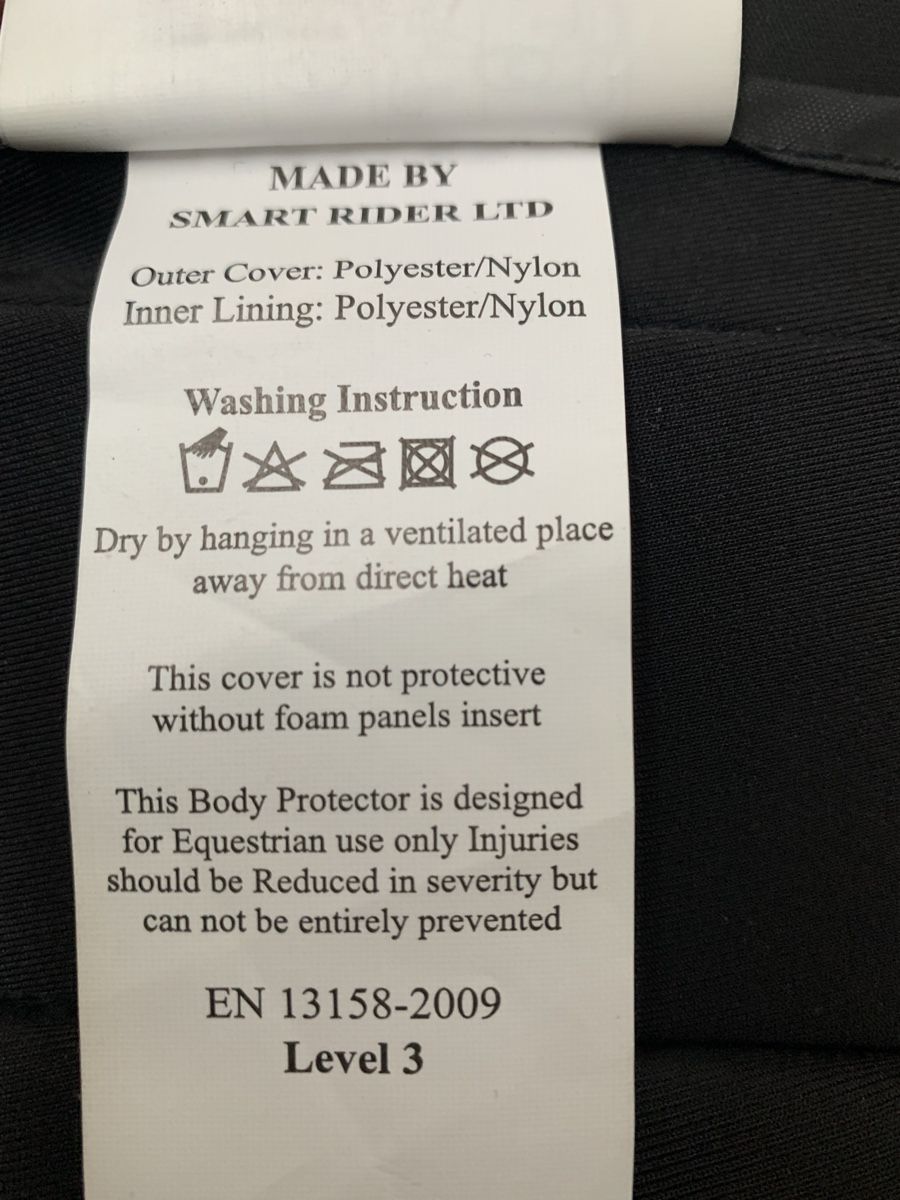 MADE BY
SMART RIDER LTD
Outer Cover: Polyester/Nylon
Inner Lining: Polyester/Nylon
Washing Instruction
Dry by hanging in a ventilated place
away from direct heat
This cover is not protective
without foam panels insert
This Body Protector is designed
for Equestrian use only Injuries
should be Reduced in severity but
can not be entirely prevented
EN 13158-2009
Level 3